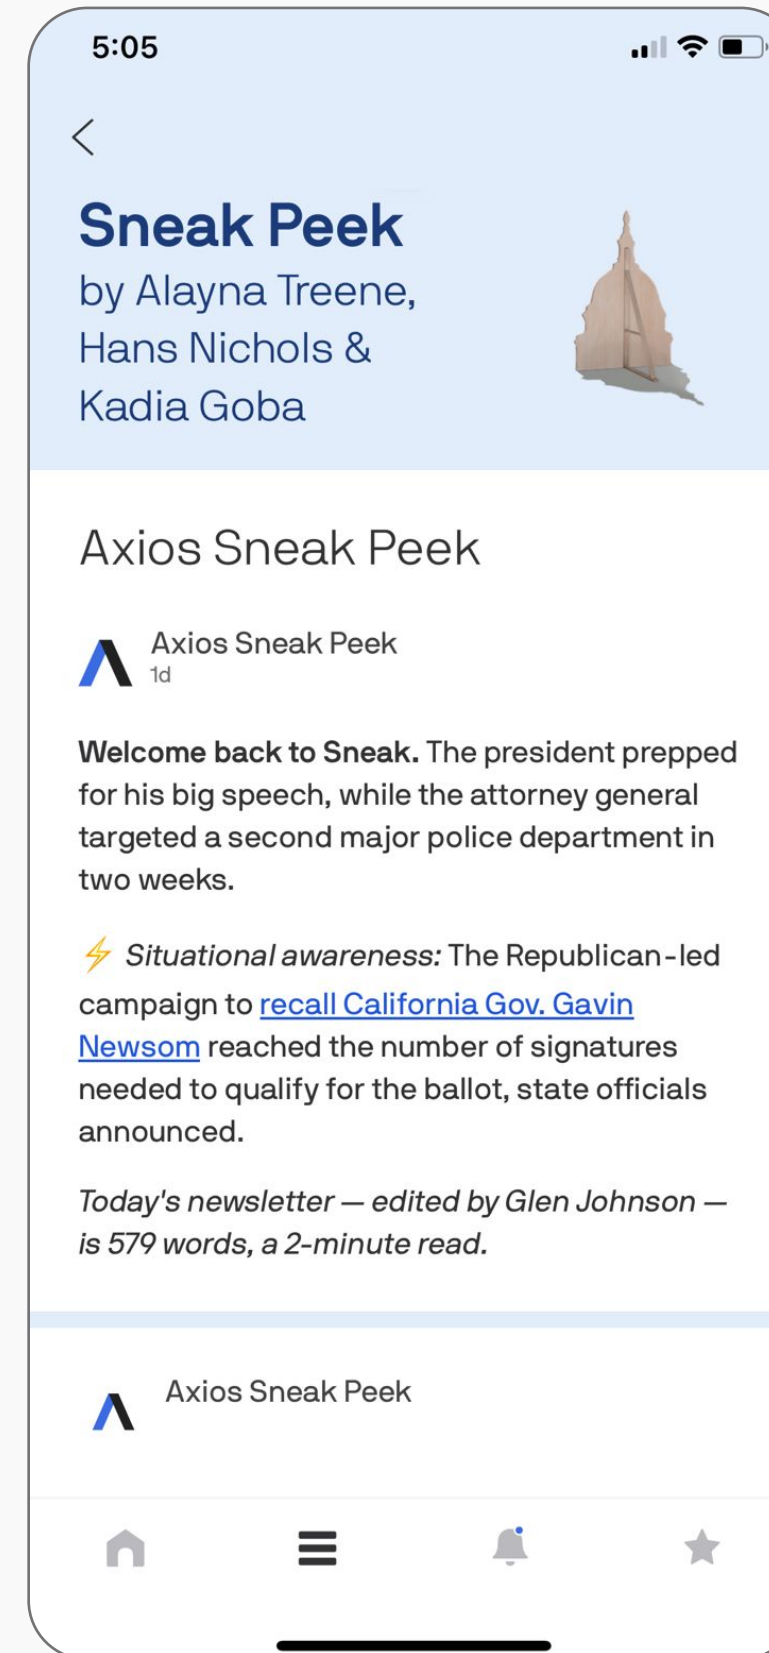 5:05
Sneak Peek
by Alayna Treene,
Hans Nichols &
Kadia Goba
Axios Sneak Peek
Axios Sneak Peek
1d
Welcome back to Sneak. The president prepped
for his big speech, while the attorney general
targeted a second major police department in
two weeks.
⚡ Situational awareness: The Republican-led
campaign to recall California Gov. Gavin
Newsom reached the number of signatures
needed to qualify for the ballot, state officials
announced.
Today's newsletter — edited by Glen Johnson —
is 579 words, a 2-minute read.
Axios Sneak Peek